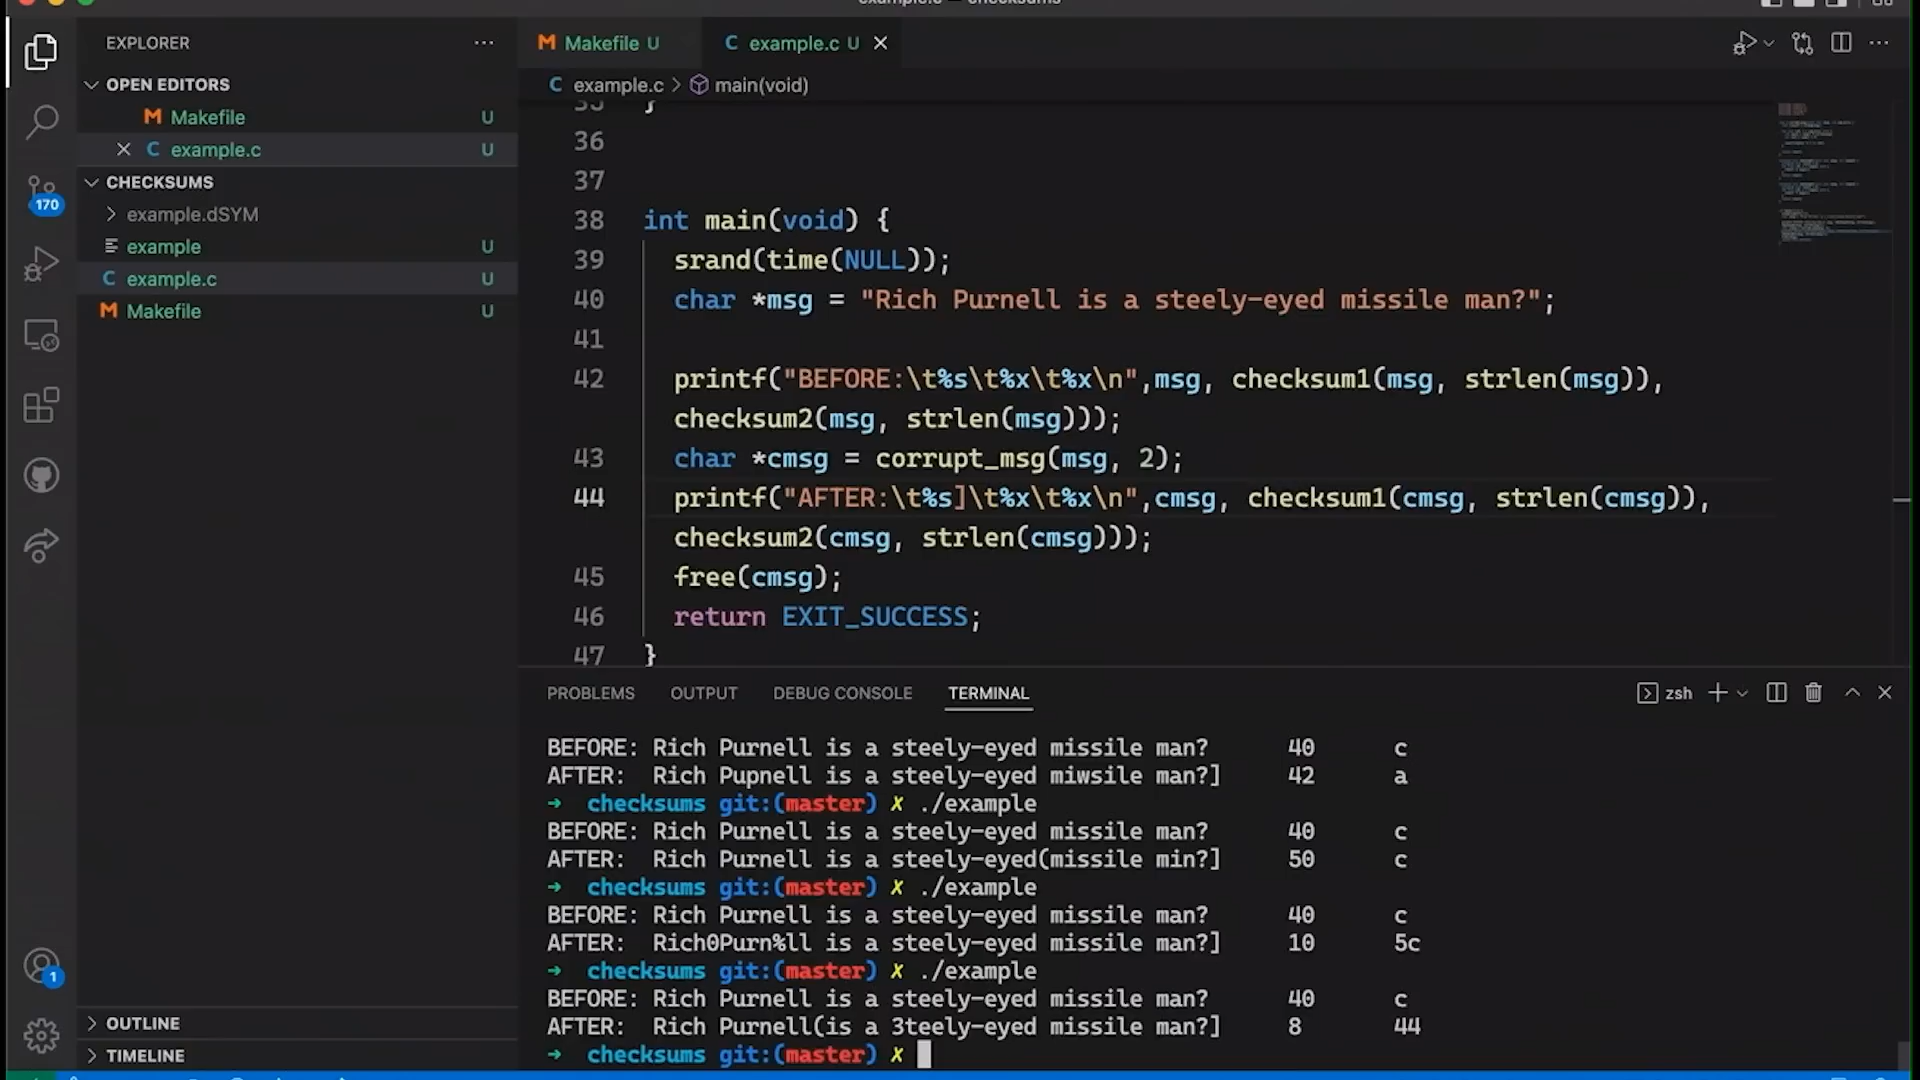 example.c — checksums
EXPLORER
OPEN EDITORS
Makefile U
example.c U
CHECKSUMS
example.dSYM
example U
example.c U
Makefile U
170
1
OUTLINE
TIMELINE
Makefile U
example.c U
example.c > main(void)
35 }
36
37
38 int main(void) {
39 srand(time(NULL));
40 char *msg = "Rich Purnell is a steely-eyed missile man?";
41
42 printf("BEFORE:\t%s\t%x\t%x\n",msg, checksum1(msg, strlen(msg)),
checksum2(msg, strlen(msg)));
43 char *cmsg = corrupt_msg(msg, 2);
44 printf("AFTER:\t%s]\t%x\t%x\n",cmsg, checksum1(cmsg, strlen(cmsg)),
checksum2(cmsg, strlen(cmsg)));
45 free(cmsg);
46 return EXIT_SUCCESS;
47 }
PROBLEMS OUTPUT DEBUG CONSOLE TERMINAL zsh
BEFORE: Rich Purnell is a steely-eyed missile man? 40 c
AFTER: Rich Pupnell is a steely-eyed miwsile man?] 42 a
→ checksums git:(master) ✗ ./example
BEFORE: Rich Purnell is a steely-eyed missile man? 40 c
AFTER: Rich Purnell is a steely-eyed(missile min?] 50 c
→ checksums git:(master) ✗ ./example
BEFORE: Rich Purnell is a steely-eyed missile man? 40 c
AFTER: Rich0Purn%ll is a steely-eyed missile man?] 10 5c
→ checksums git:(master) ✗ ./example
BEFORE: Rich Purnell is a steely-eyed missile man? 40 c
AFTER: Rich Purnell(is a 3teely-eyed missile man?] 8 44
→ checksums git:(master) ✗